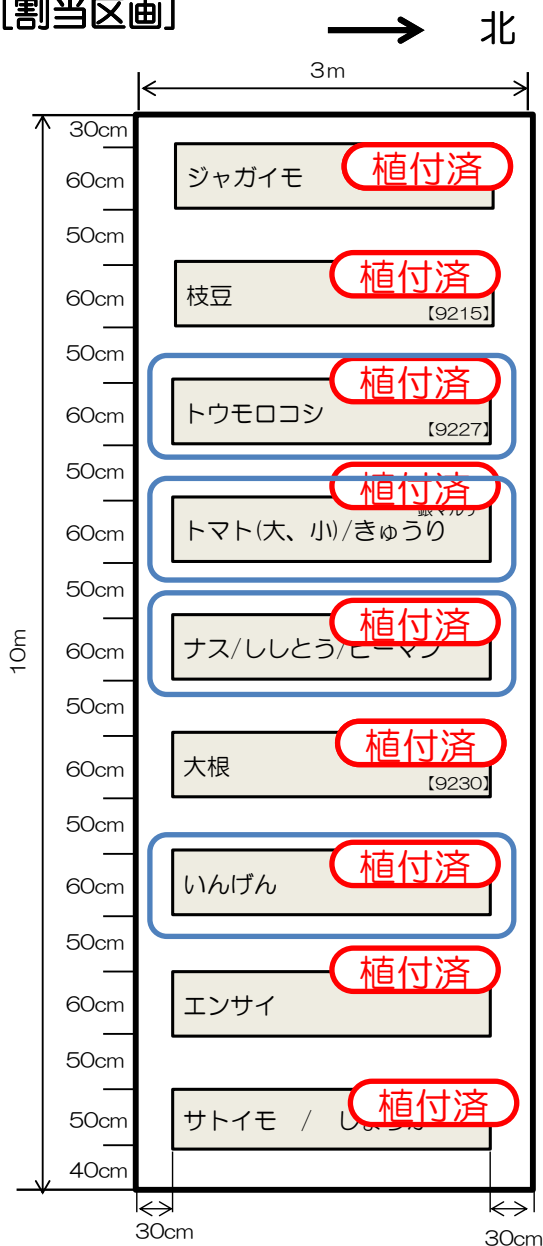 [割当区画]
北
3m
30cm
ジャガイモ
植付済
60cm
50cm
枝豆
植付済
60cm
【9215】
50cm
トウモロコシ
植付済
60cm
【9227】
50cm
植付済
トマト(大、小)/きゅうり
60cm
50cm
植付済
ナス/ししとう/ピーマン
60cm
10m
50cm
植付済
大根
60cm
【9230】
50cm
植付済
いんげん
60cm
50cm
植付済
エンサイ
60cm
50cm
植付済
サトイモ / 
50cm
40cm
30cm
30cm